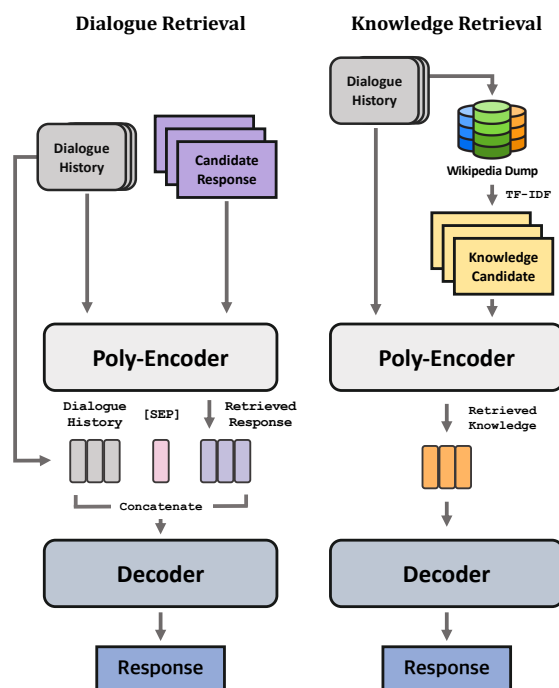 Dialogue Retrieval
Dialogue
History
Candidate
Response
Poly-Encoder
Dialogue
History
[SEP]
Retrieved
Response
Concatenate
Decoder
Response
Knowledge Retrieval
Dialogue
History
Wikipedia Dump
TF-IDF
Knowledge
Candidate
Poly-Encoder
Retrieved
Knowledge
Decoder
Response